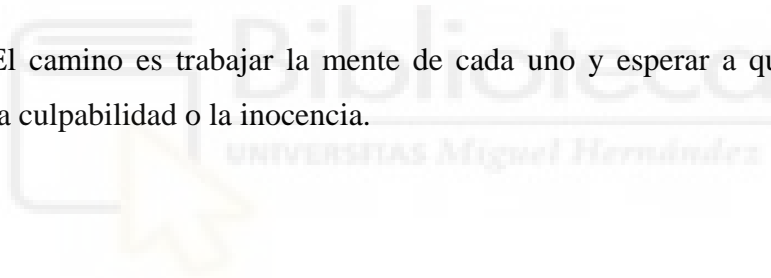 El camino es trabajar la mente de cada uno y esperar a qu
a culpabilidad o la inocencia.
Biblioteca
UNIVERSITAS Miguel Hernández